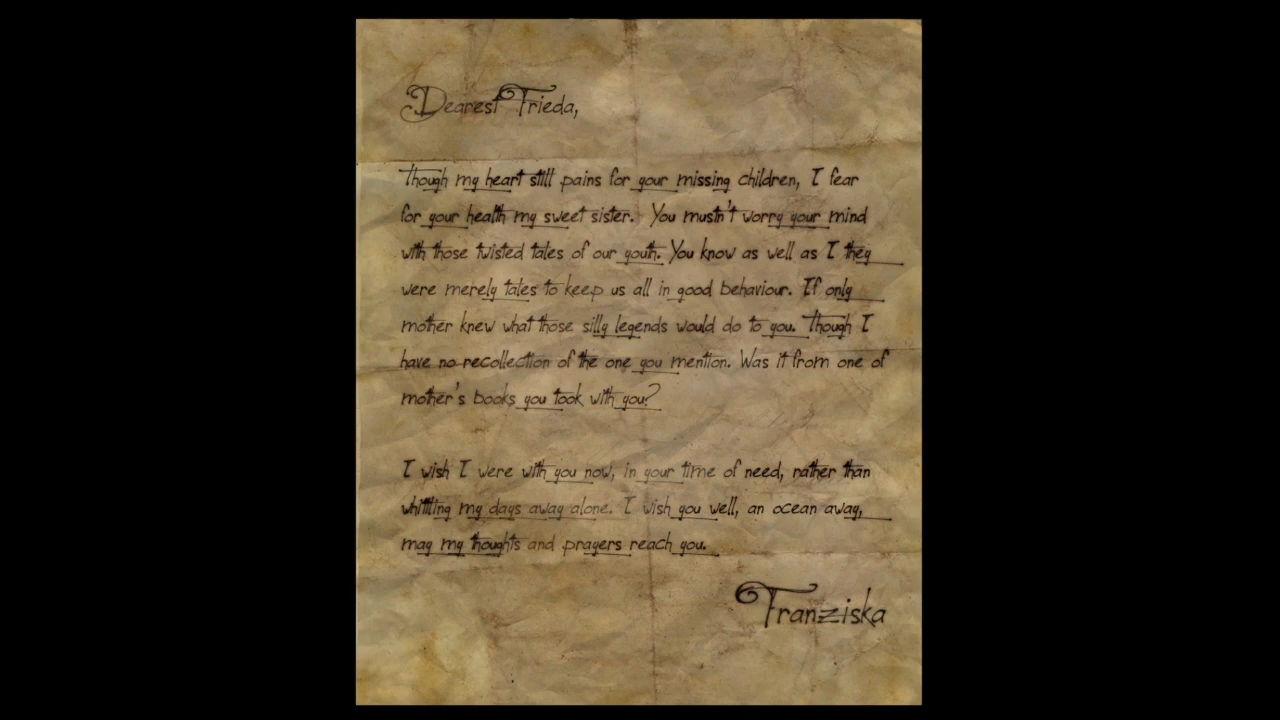 Dearest Frieda,
Though my heart still pains for your missing children, I fear
for your health my sweet sister. You mustn't worry your mind
with those twisted tales of our youth. You know as well as I they
were merely tales to keep us all in good behaviour. If only
mother knew what those silly legends would do to you. Though I
have no recollection of the one you mention. Was it from one of
mother's books you took with you?
I wish I were with you now, in your time of need, rather than
whittling my days away alone. I wish you well, an ocean away,
may my thoughts and prayers reach you.
Franziska